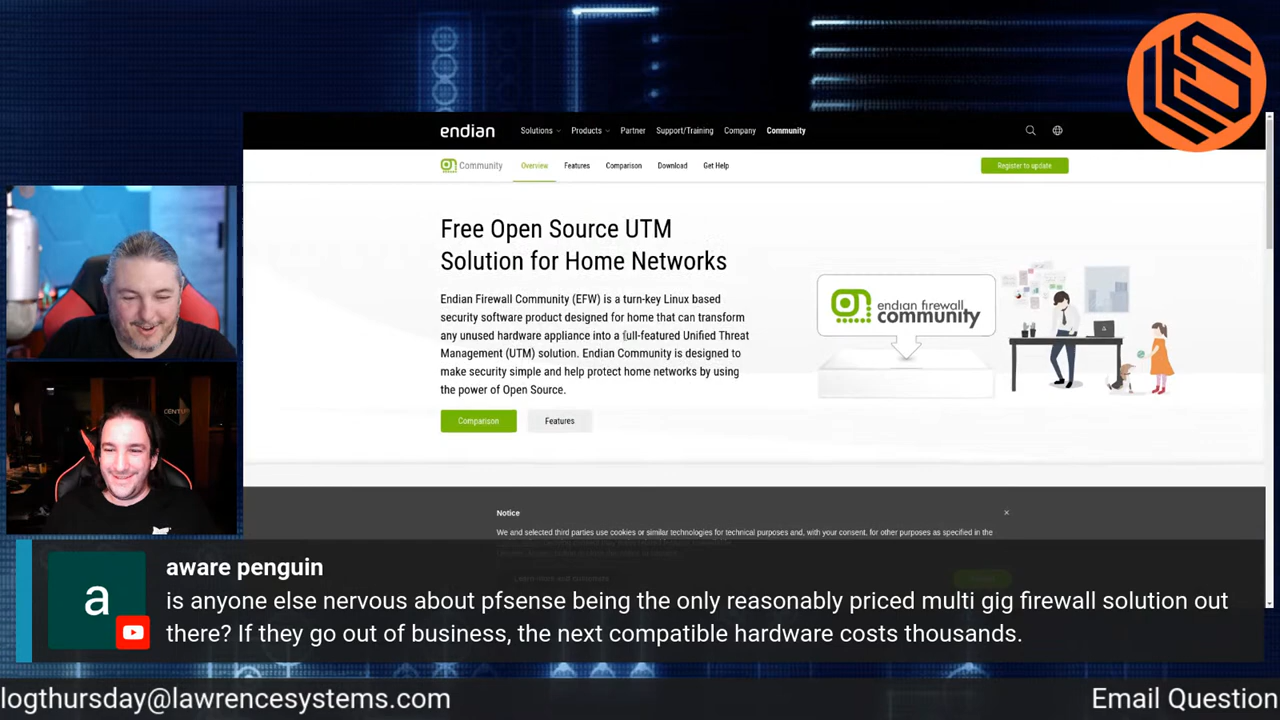 endian
Solutions
Products
Partner
Support/Training
Company
Community
Community
Overview
Features
Comparison
Download
Get Help
Register to update
Free Open Source UTM
Solution for Home Networks
Endian Firewall Community (EFW) is a turn-key Linux based
security software product designed for home that can transform
any unused hardware appliance into a full-featured Unified Threat
Management (UTM) solution. Endian Community is designed to
make security simple and help protect home networks by using
the power of Open Source.
Comparison
Features
endian firewall
community
CENT
Notice
We and selected third parties use cookies or similar technologies for technical purposes and, with your consent, for other purposes as specified in the
a
aware penguin
is anyone else nervous about pfsense being the only reasonably priced multi gig firewall solution out
there? If they go out of business, the next compatible hardware costs thousands.
logthursday@lawrencesystems.com
Email Question